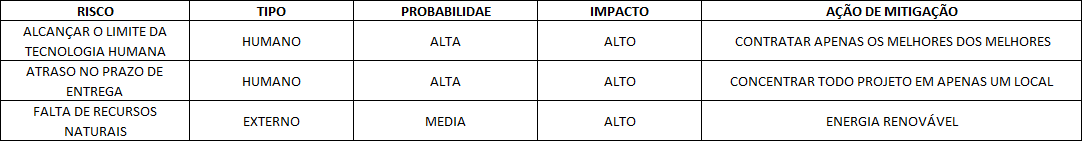 RISCO TIPO PROBABILIDAE IMPACTO AÇÃO DE MITIGAÇÃO
ALCANÇAR O LIMITE DA
TECNOLOGIA HUMANA HUMANO ALTA ALTO CONTRATAR APENAS OS MELHORES DOS MELHORES
ATRASO NO PRAZO DE
ENTREGA HUMANO ALTA ALTO CONCENTRAR TODO PROJETO EM APENAS UM LOCAL
FALTA DE RECURSOS
NATURAIS EXTERNO MEDIA ALTO ENERGIA RENOVÁVEL